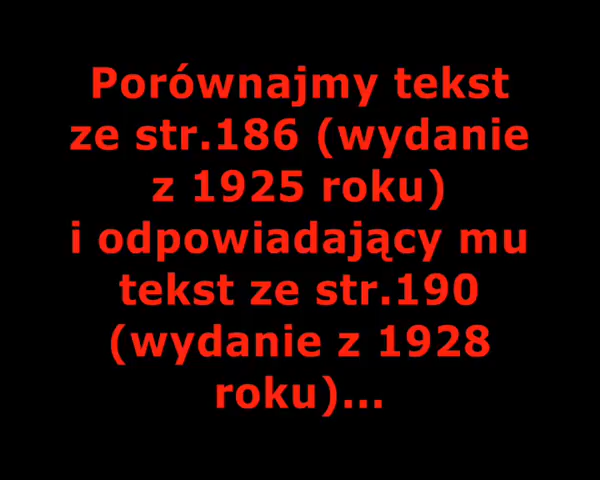 Porównajmy tekst
ze str.186 (wydanie
z 1925 roku)
i odpowiadający mu
tekst ze str.190
(wydanie z 1928
roku)...